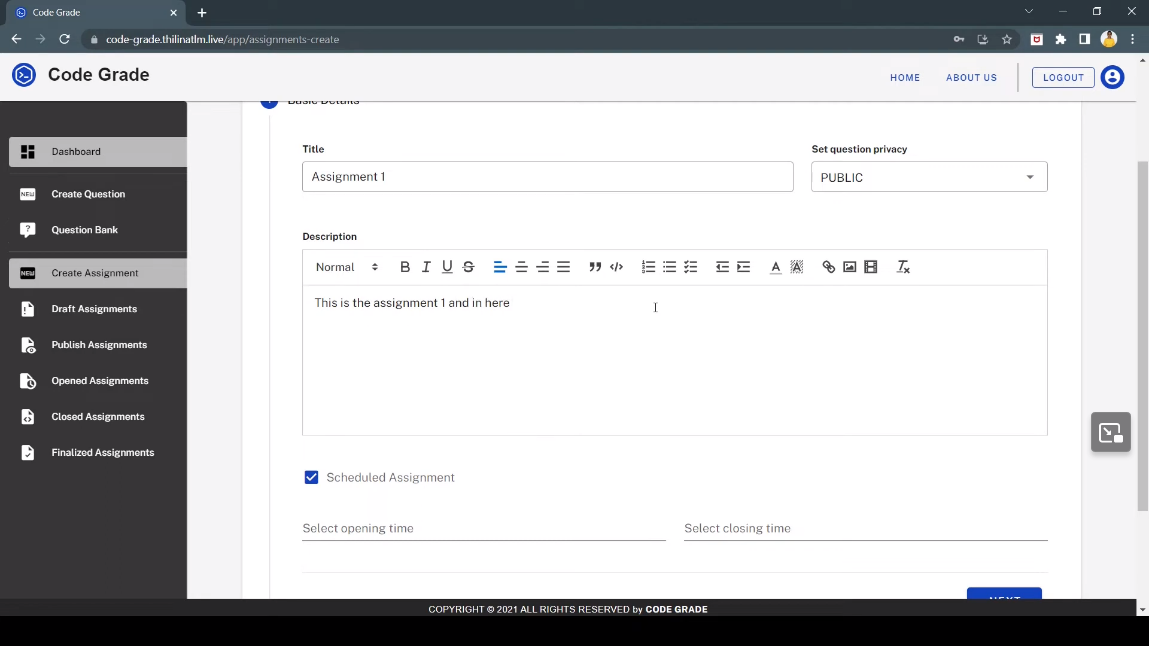 Code Grade
code-grade.thilinatlm.live/app/assignments-create
Code Grade
HOME
ABOUT US
LOGOUT
Dashboard
Create Question
Question Bank
Create Assignment
Draft Assignments
Publish Assignments
Opened Assignments
Closed Assignments
Finalized Assignments
Basic Details
Title
Set question privacy
Assignment 1
PUBLIC
Description
Normal
This is the assignment 1 and in here
Scheduled Assignment
Select opening time
Select closing time
NEXT
COPYRIGHT © 2021 ALL RIGHTS RESERVED by CODE GRADE